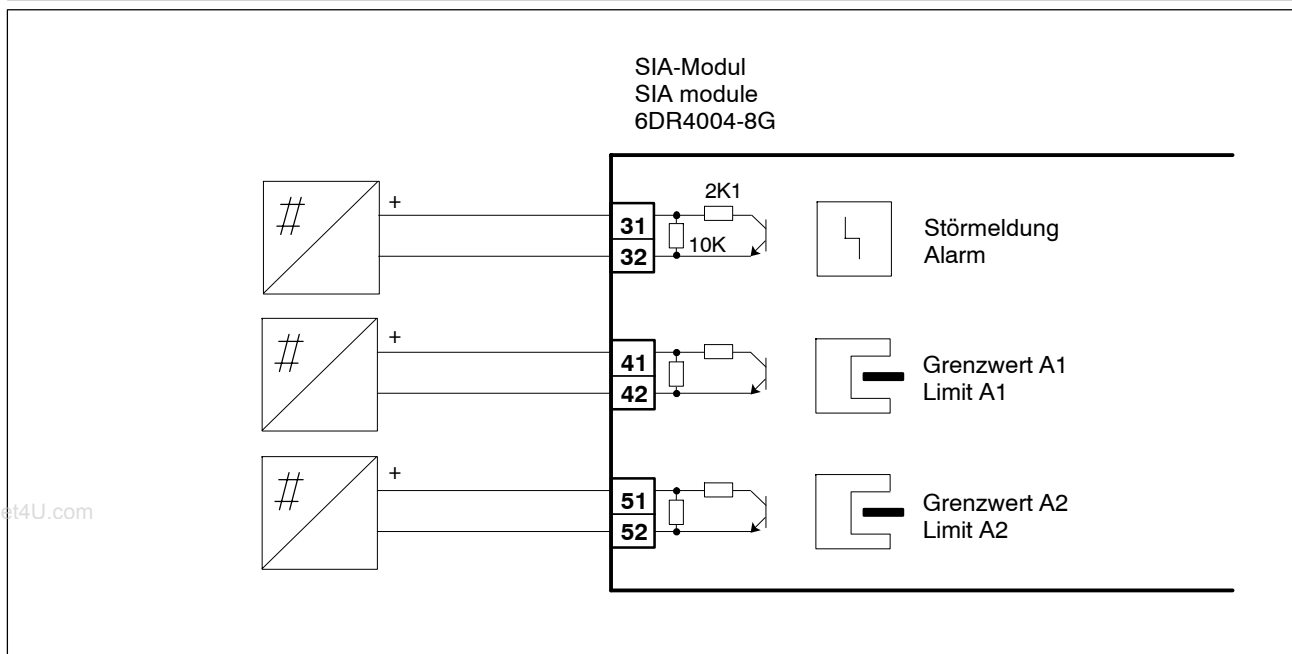 SIA-Modul
SIA module
6DR4004-8G
+
31
32
2K1
10K
Störmeldung
Alarm
+
41
42
Grenzwert A1
Limit A1
+
51
52
Grenzwert A2
Limit A2
et4U.com